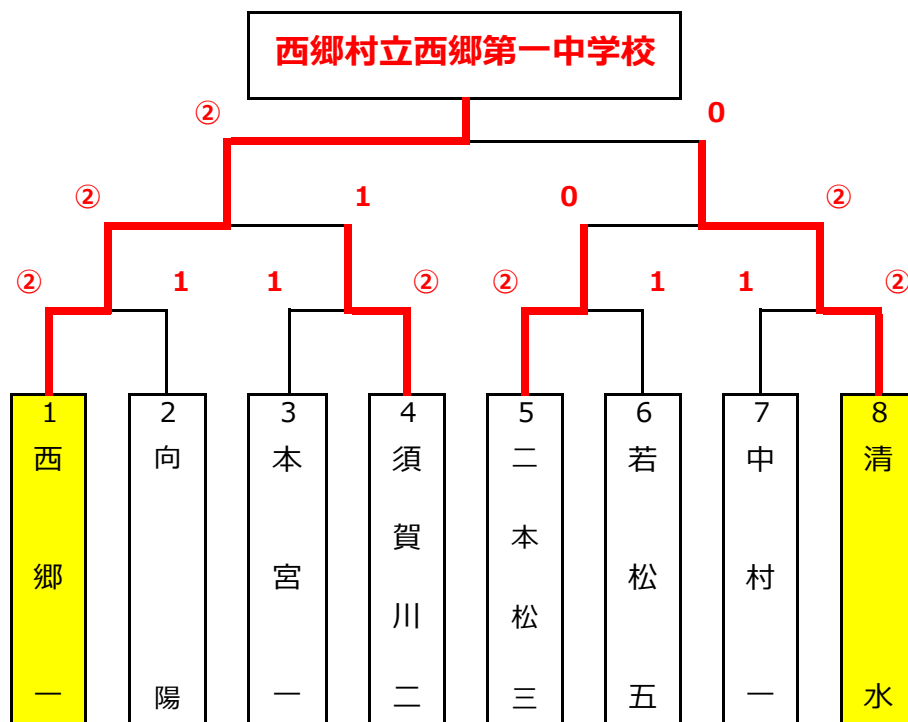 西郷村立西郷第一中学校
② 0
② 1 0 ②
② 1 1 ② ② 1 1 ②
1 2 3 4 5 6 7 8
西郷一
向陽
本宮一
須賀川二
二本松三
若松五
中村一
清水